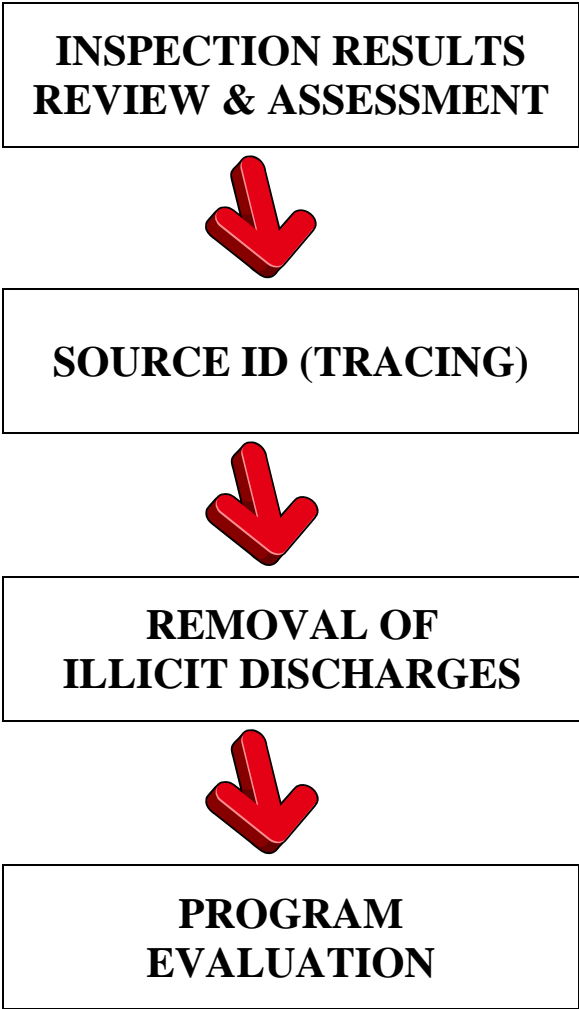 INSPECTION RESULTS
REVIEW & ASSESSMENT
SOURCE ID (TRACING)
REMOVAL OF
ILLICIT DISCHARGES
PROGRAM
EVALUATION